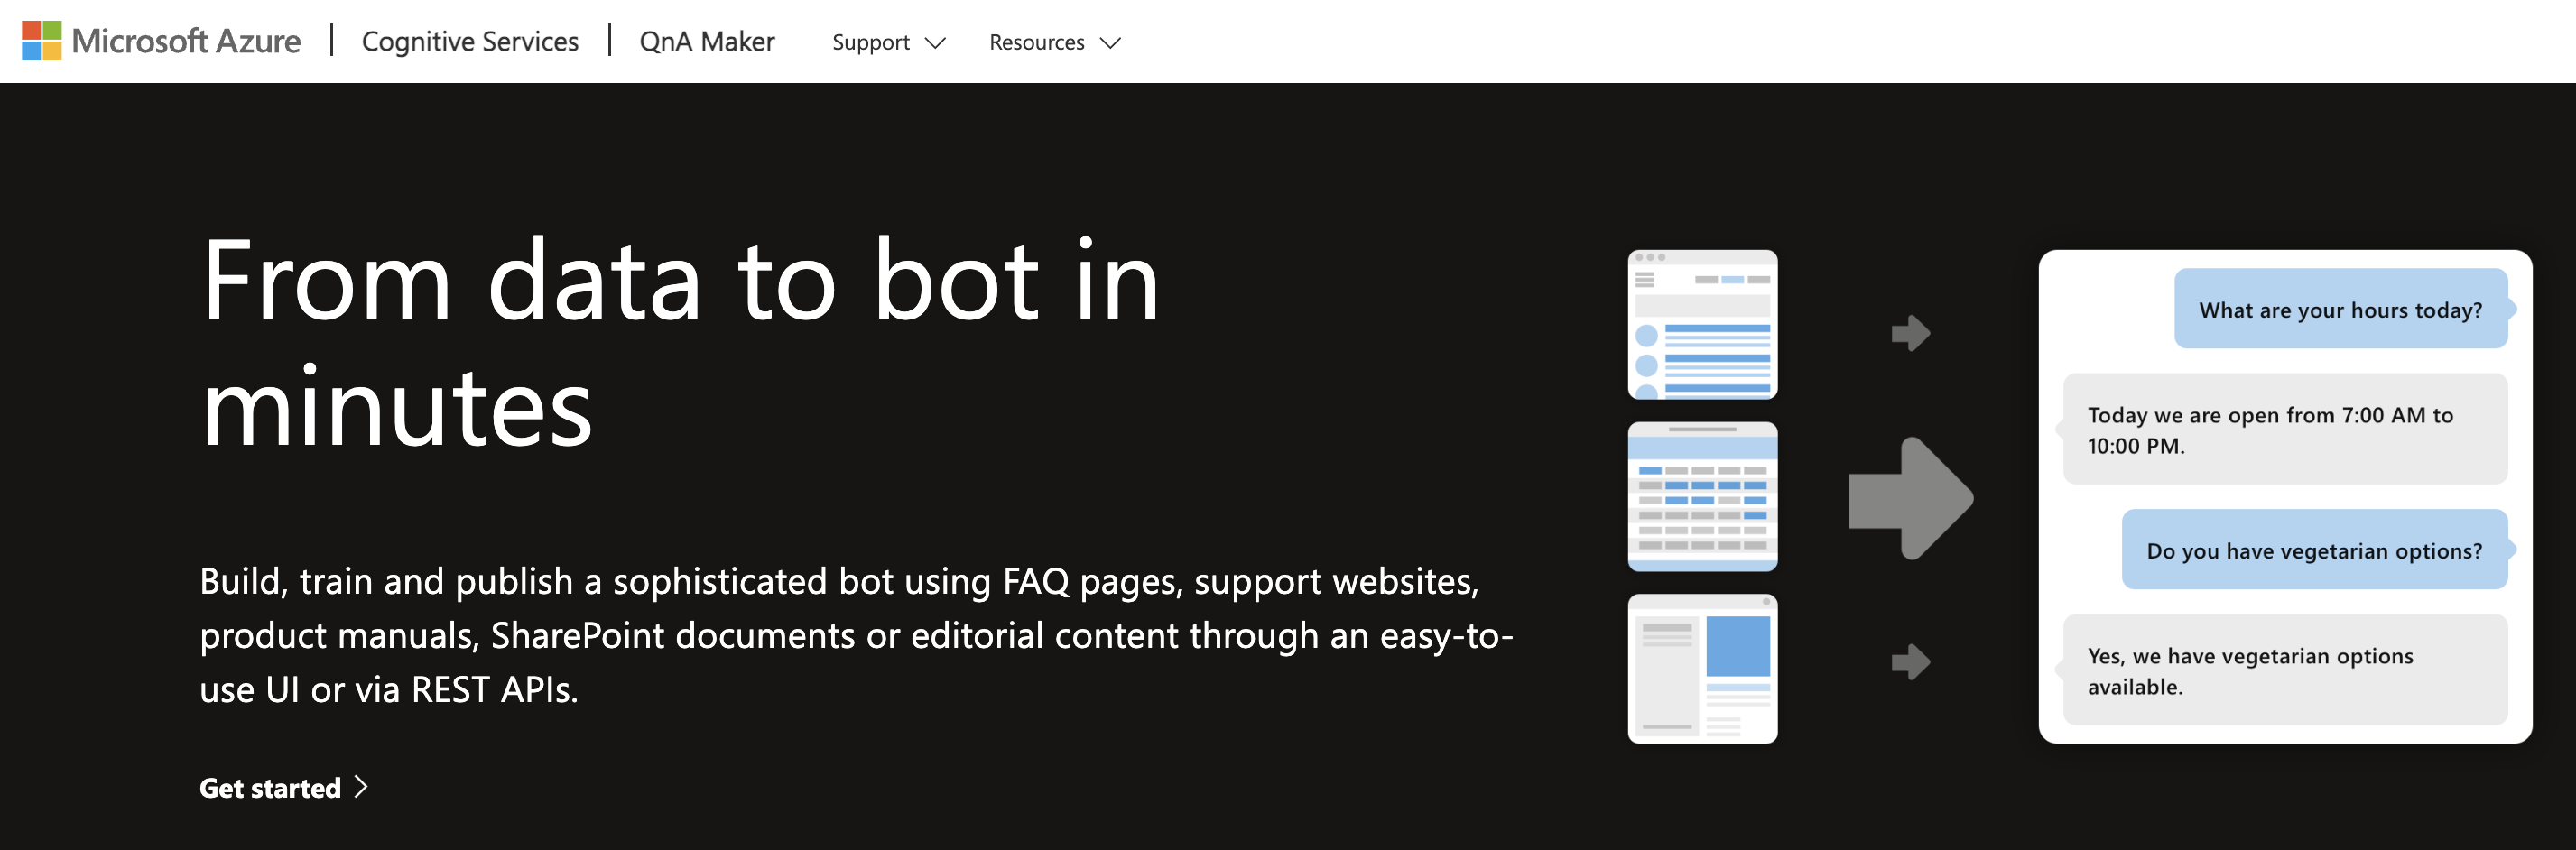 Microsoft Azure | Cognitive Services | QnA Maker Support Resources
From data to bot in
minutes
Build, train and publish a sophisticated bot using FAQ pages, support websites,
product manuals, SharePoint documents or editorial content through an easy-to-
use UI or via REST APIs.
Get started
What are your hours today?
Today we are open from 7:00 AM to
10:00 PM.
Do you have vegetarian options?
Yes, we have vegetarian options
available.